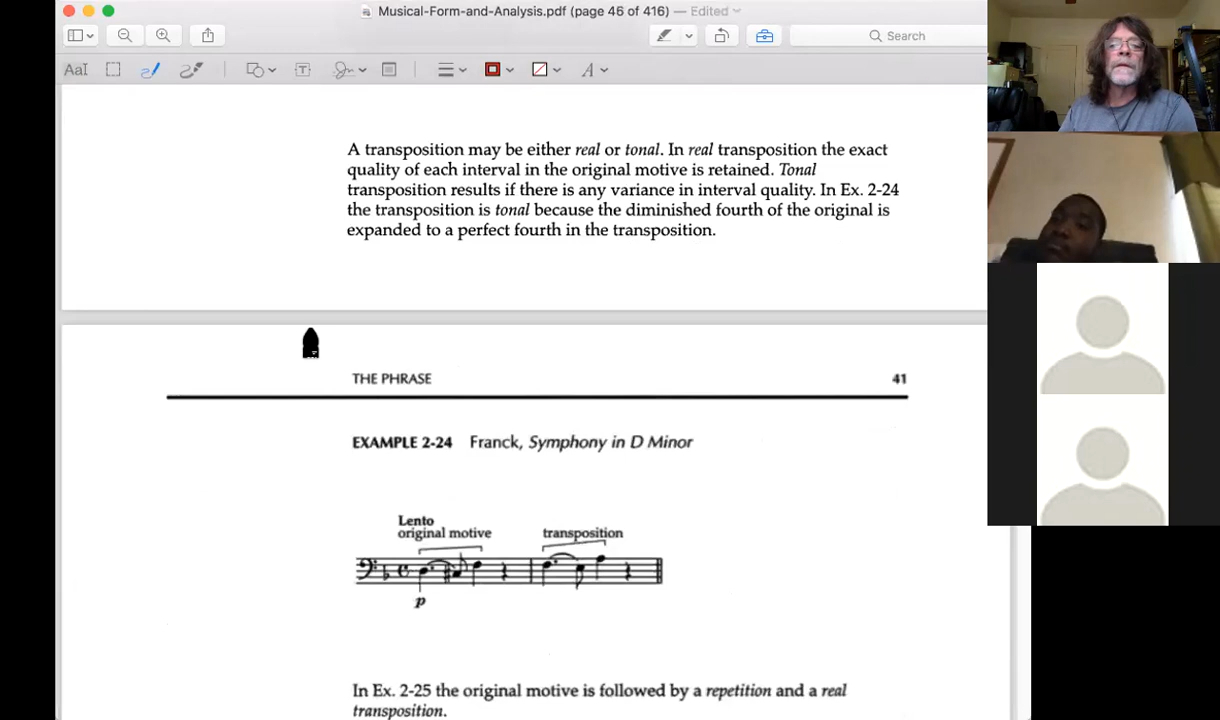 Musical-Form-and-Analysis.pdf (page 46 of 416) — Edited
Search
AaI
T
A
A transposition may be either real or tonal. In real transposition the exact
quality of each interval in the original motive is retained. Tonal
transposition results if there is any variance in interval quality. In Ex. 2-24
the transposition is tonal because the diminished fourth of the original is
expanded to a perfect fourth in the transposition.
THE PHRASE 41
EXAMPLE 2-24 Franck, Symphony in D Minor
Lento
original motive transposition
p
In Ex. 2-25 the original motive is followed by a repetition and a real
transposition.